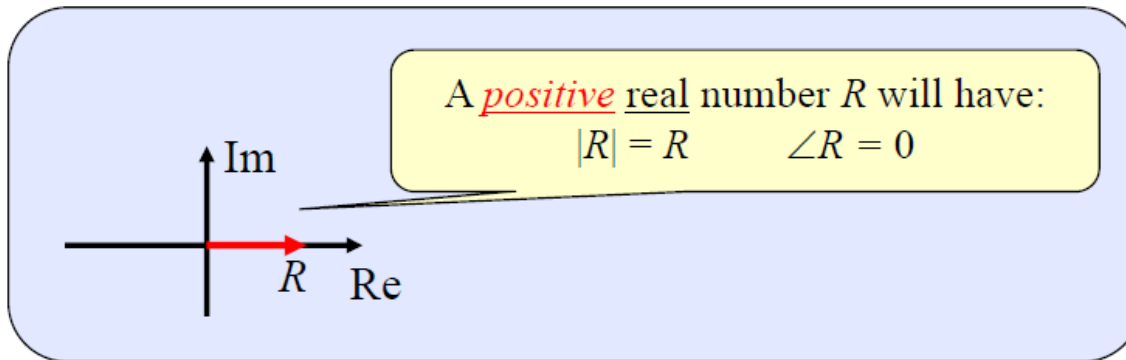 A positive real number R will have:
|R| = R ∠R = 0
Im
R
Re